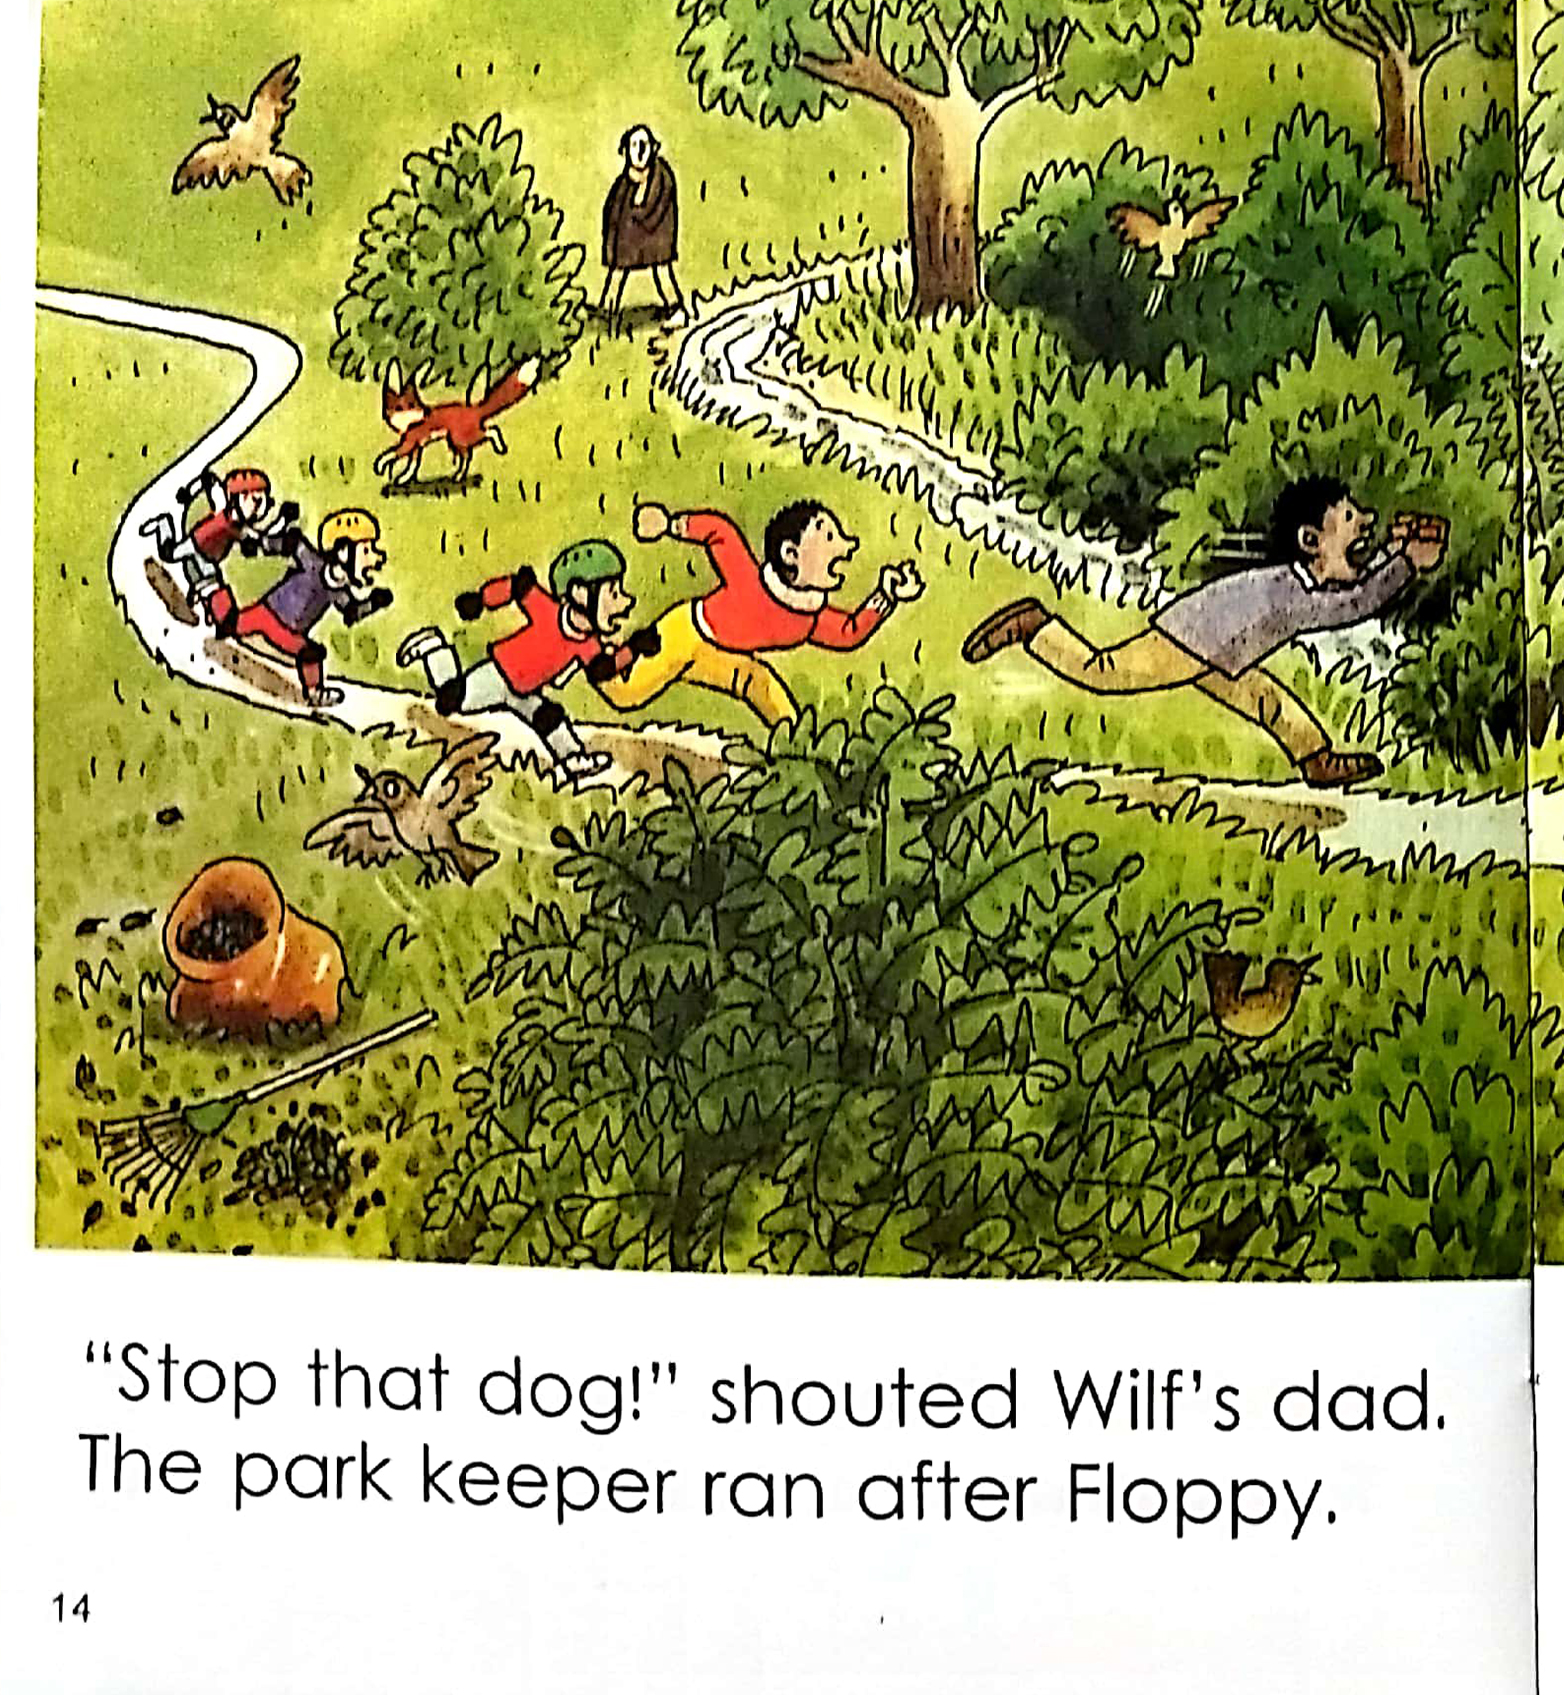 “Stop that dog!” shouted Wilf’s dad.
The park keeper ran after Floppy.
14